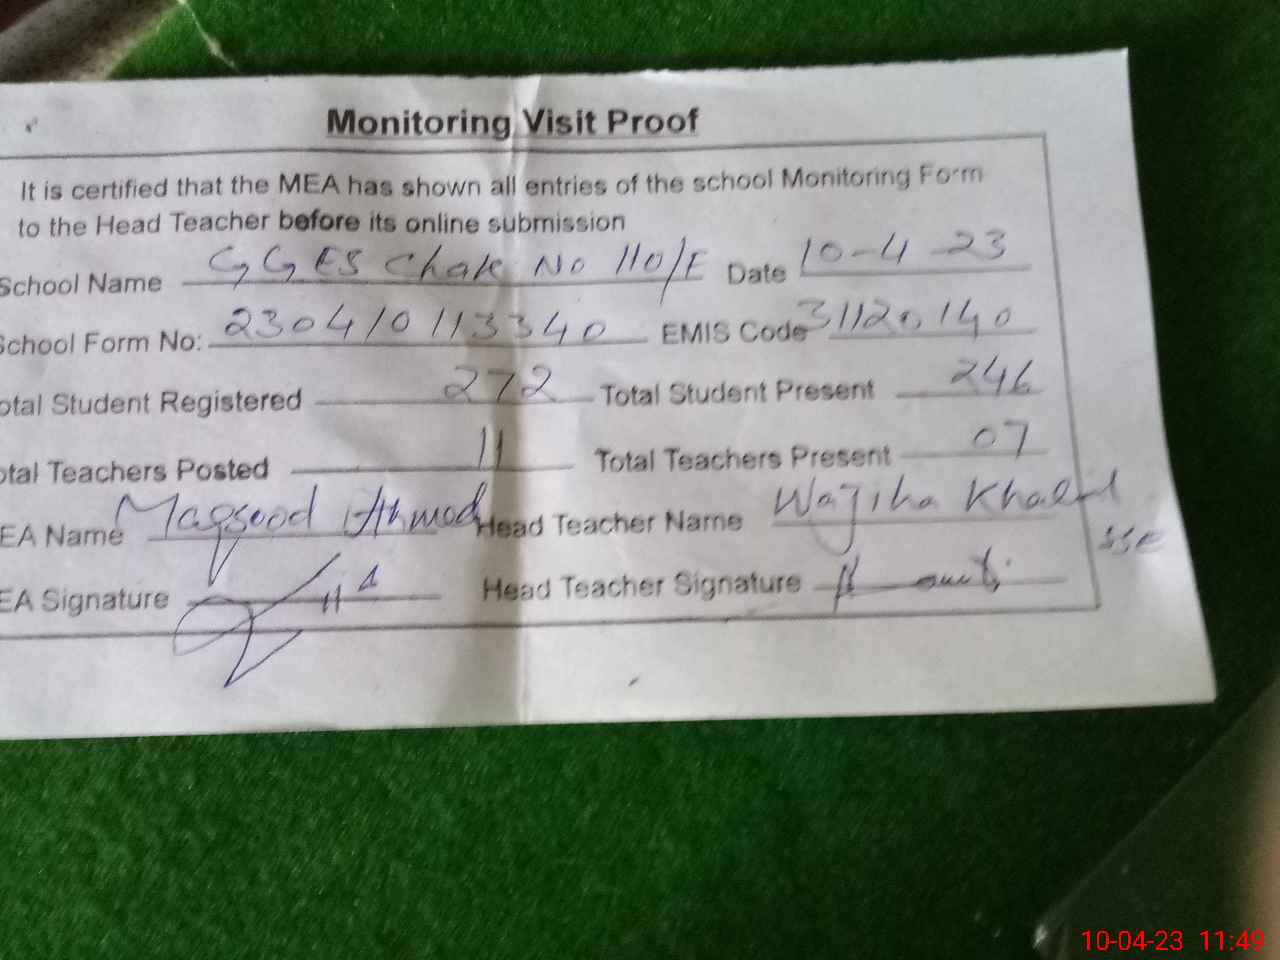 Monitoring Visit Proof
It is certified that the MEA has shown all entries of the school Monitoring Form
to the Head Teacher before its online submission
School Name GGES Chak No 110/E Date 10-4-23
School Form No: 230410113340 EMIS Code 31120140
otal Student Registered 272 Total Student Present 246
otal Teachers Posted 11 Total Teachers Present 07
EA Name Maqsood Ahmad Head Teacher Name Wajiha Khalid
SSE
EA Signature Head Teacher Signature
10-04-23 11:49